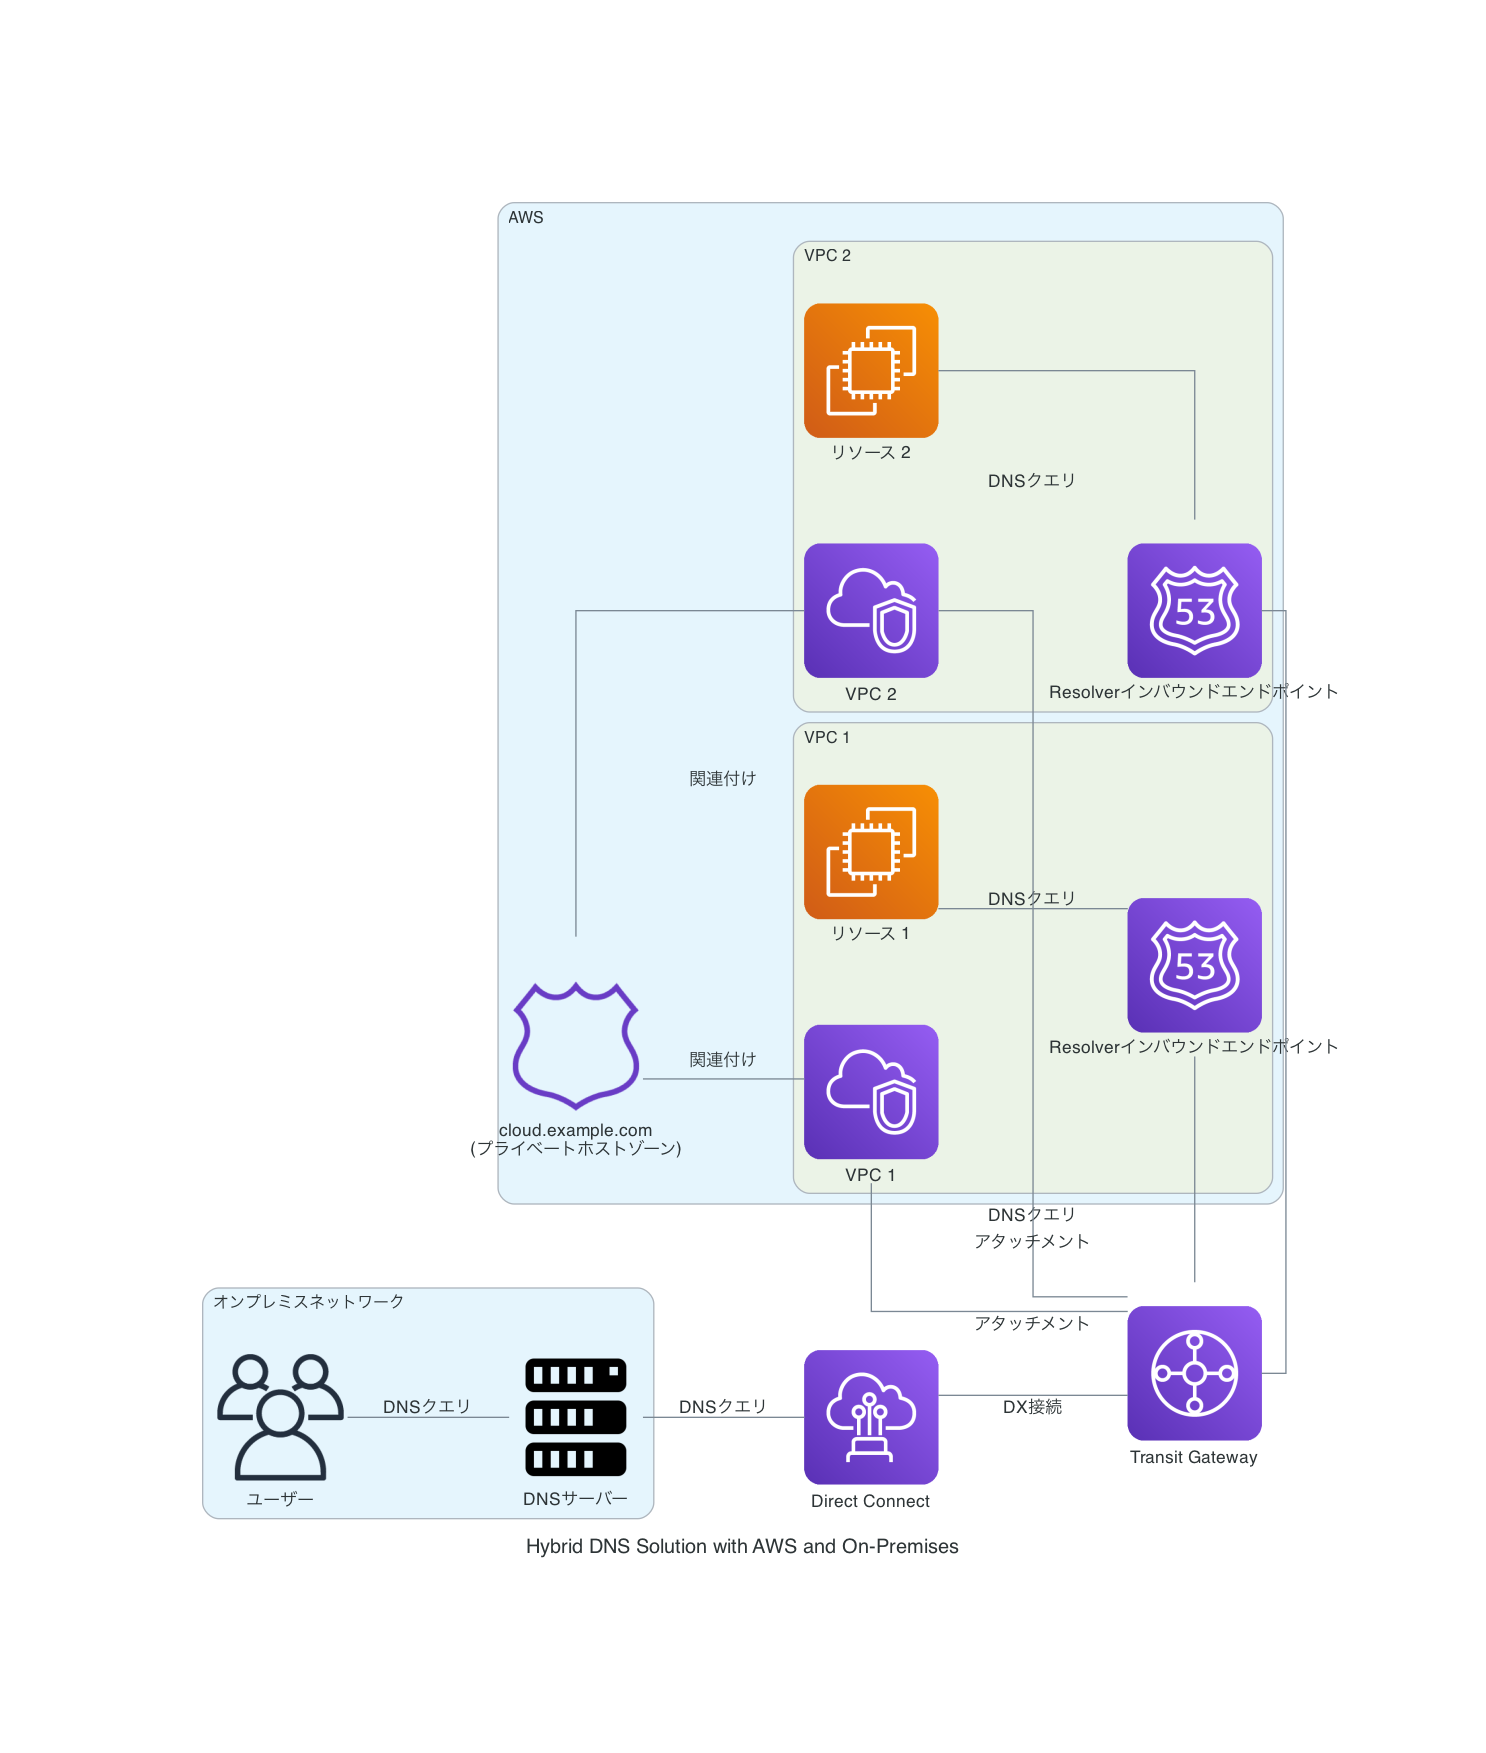 AWS
VPC 2
リソース 2
DNSクエリ
53
VPC 2
Resolverインバウンドエンドポイント
VPC 1
関連付け
リソース 1
DNSクエリ
53
Resolverインバウンドエンドポイント
関連付け
cloud.example.com
(プライベートホストゾーン)
VPC 1
DNSクエリ
アタッチメント
アタッチメント
オンプレミスネットワーク
ユーザー
DNSクエリ
DNSサーバー
DNSクエリ
Direct Connect
DX接続
Transit Gateway
Hybrid DNS Solution with AWS and On-Premises